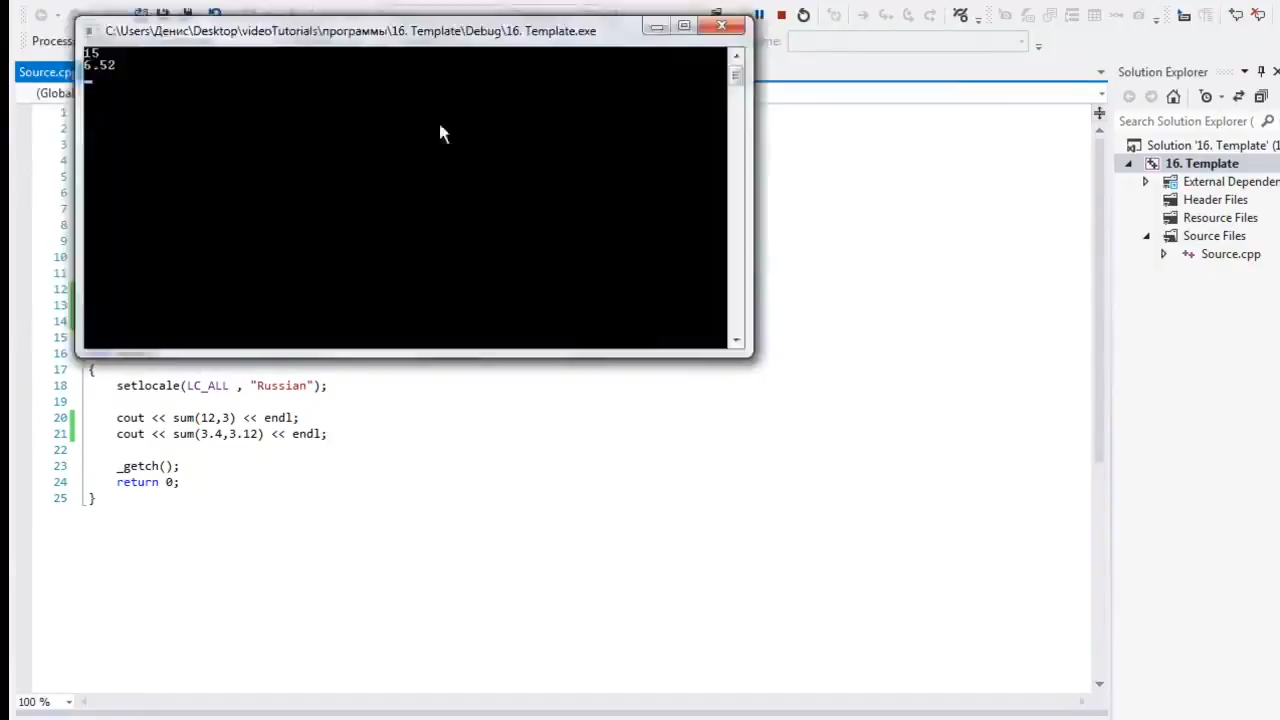 C:\Users\Денис\Desktop\videoTutorials\программы\16. Template\Debug\16. Template.exe
15
6.52
Process
Source.cp
(Global
1
2
3
4
5
6
7
8
9
10
11
12
13
14
15
16
17 {
18 setlocale(LC_ALL , "Russian");
19
20 cout << sum(12,3) << endl;
21 cout << sum(3.4,3.12) << endl;
22
23 _getch();
24 return 0;
25 }
100 %
Solution Explorer
Search Solution Explorer (
Solution '16. Template' (1
16. Template
External Dependen
Header Files
Resource Files
Source Files
Source.cpp